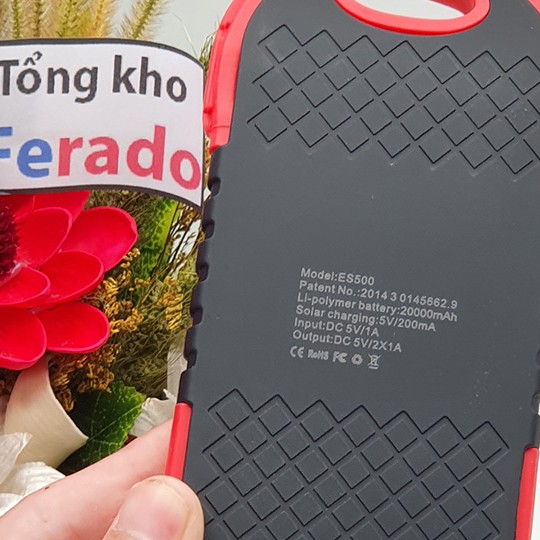 Tổng kho
Ferado
Model:ES500
Patent No.:2014 3 0145662.9
Li-polymer battery:20000mAh
Solar charging:5V/200mA
Input:DC 5V/1A
Output:DC 5V/2X1A
CE RoHS FC